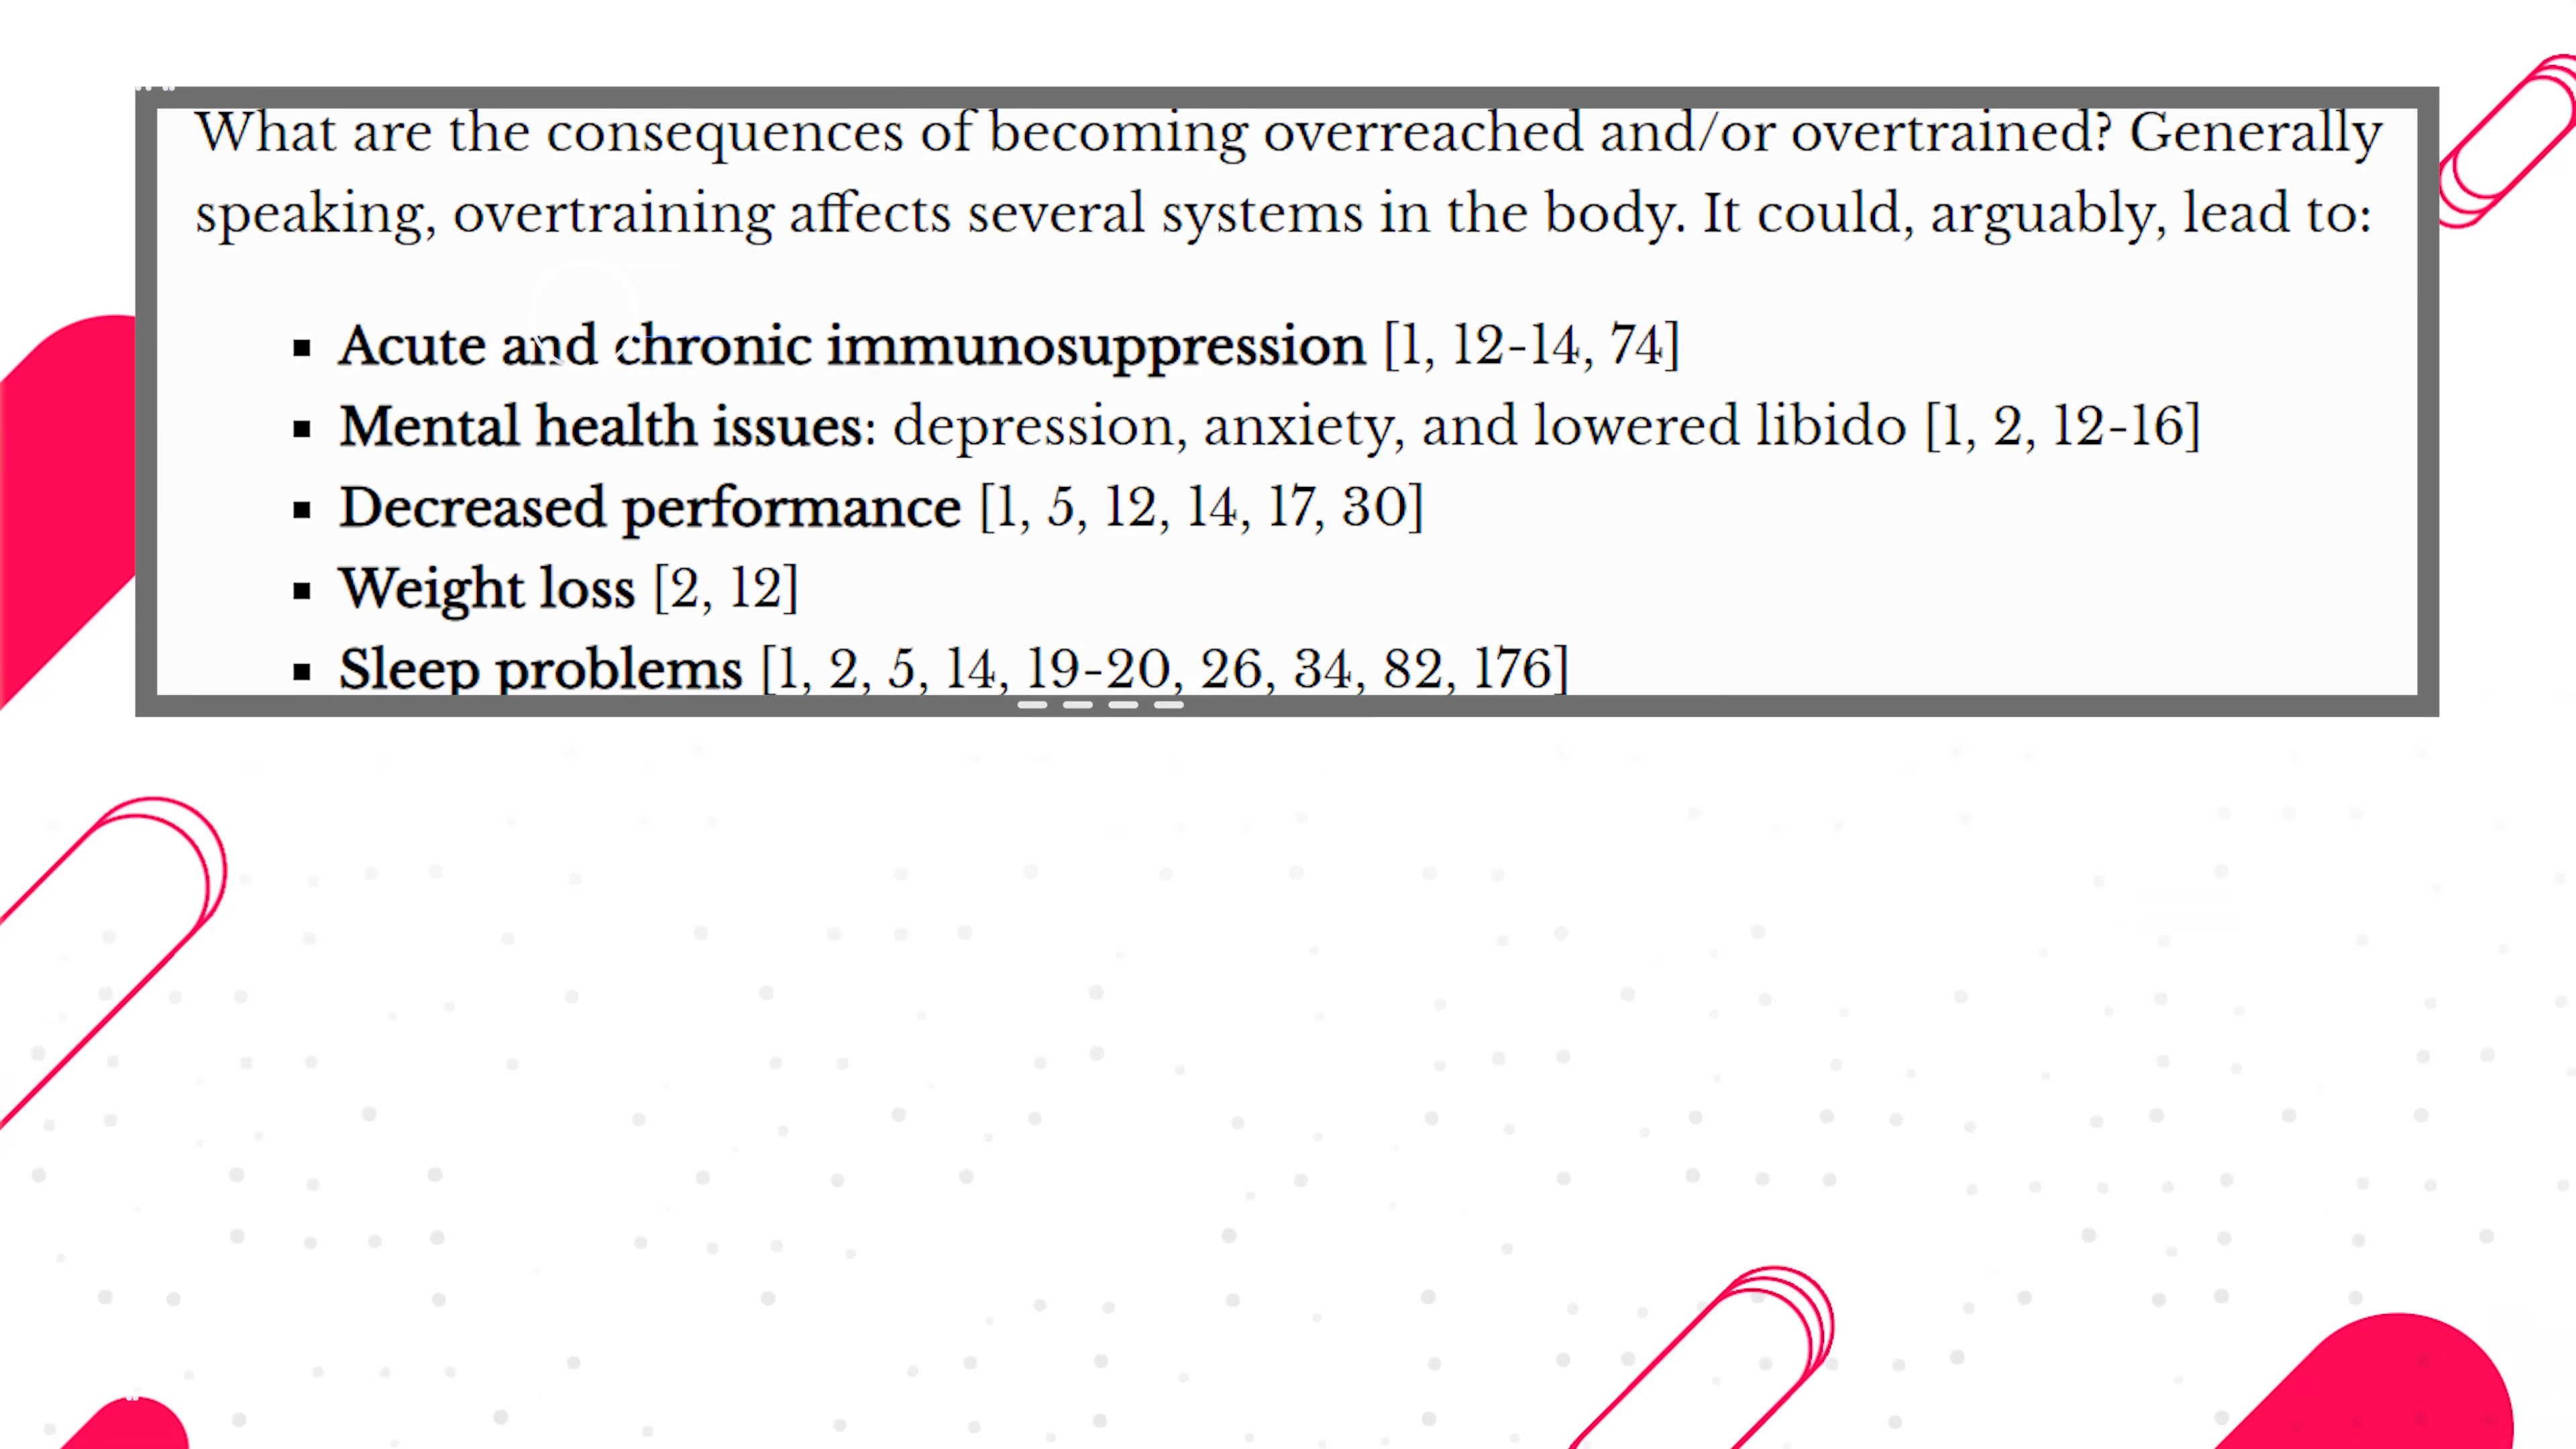 What are the consequences of becoming overreached and/or overtrained? Generally
speaking, overtraining affects several systems in the body. It could, arguably, lead to:
▪ Acute and chronic immunosuppression [1, 12-14, 74]
▪ Mental health issues: depression, anxiety, and lowered libido [1, 2, 12-16]
▪ Decreased performance [1, 5, 12, 14, 17, 30]
▪ Weight loss [2, 12]
▪ Sleep problems [1, 2, 5, 14, 19-20, 26, 34, 82, 176]